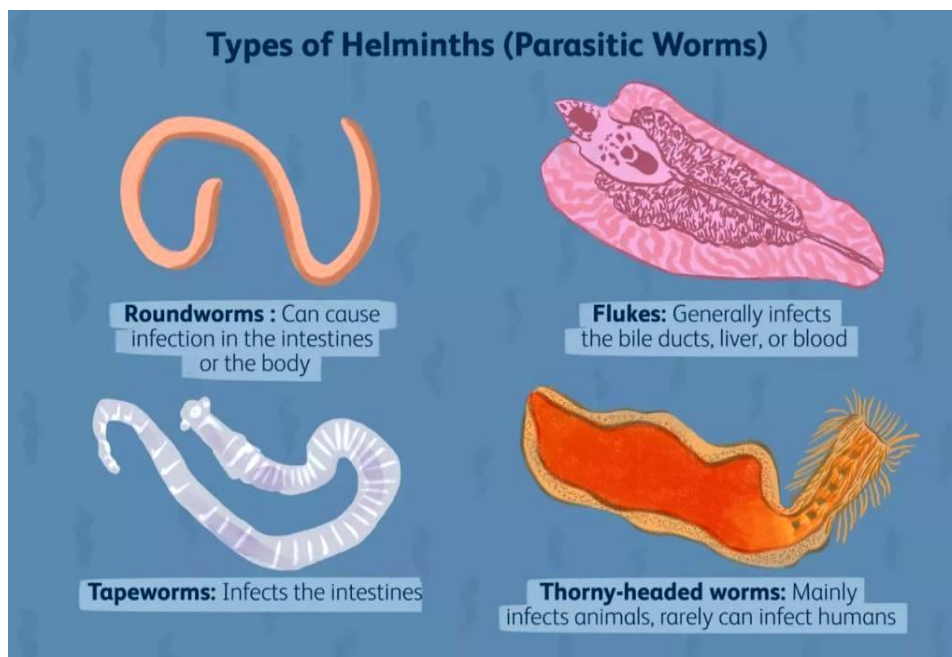 Types of Helminths (Parasitic Worms)
Roundworms : Can cause
infection in the intestines
or the body
Flukes: Generally infects
the bile ducts, liver, or blood
Tapeworms: Infects the intestines
Thorny-headed worms: Mainly
infects animals, rarely can infect humans